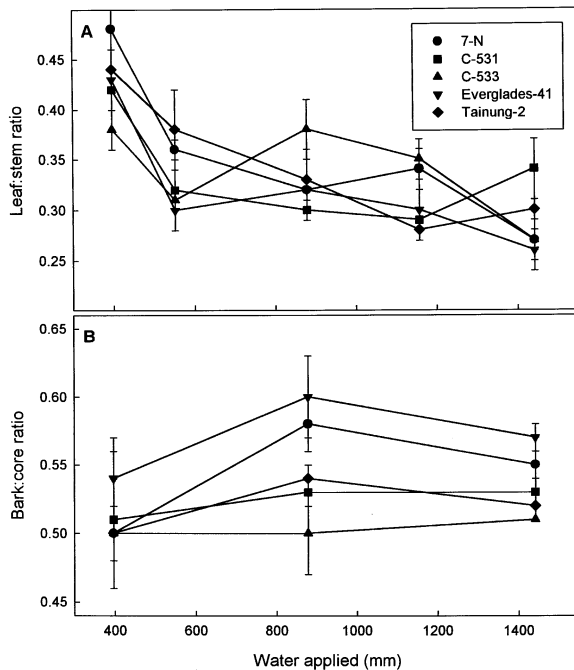 A
7-N
C-531
C-533
Everglades-41
Tainung-2
0.45
0.40
0.35
0.30
0.25
Leaf:stem ratio
B
0.60
0.55
0.50
0.45
Bark:core ratio
400 600 800 1000 1200 1400
Water applied (mm)